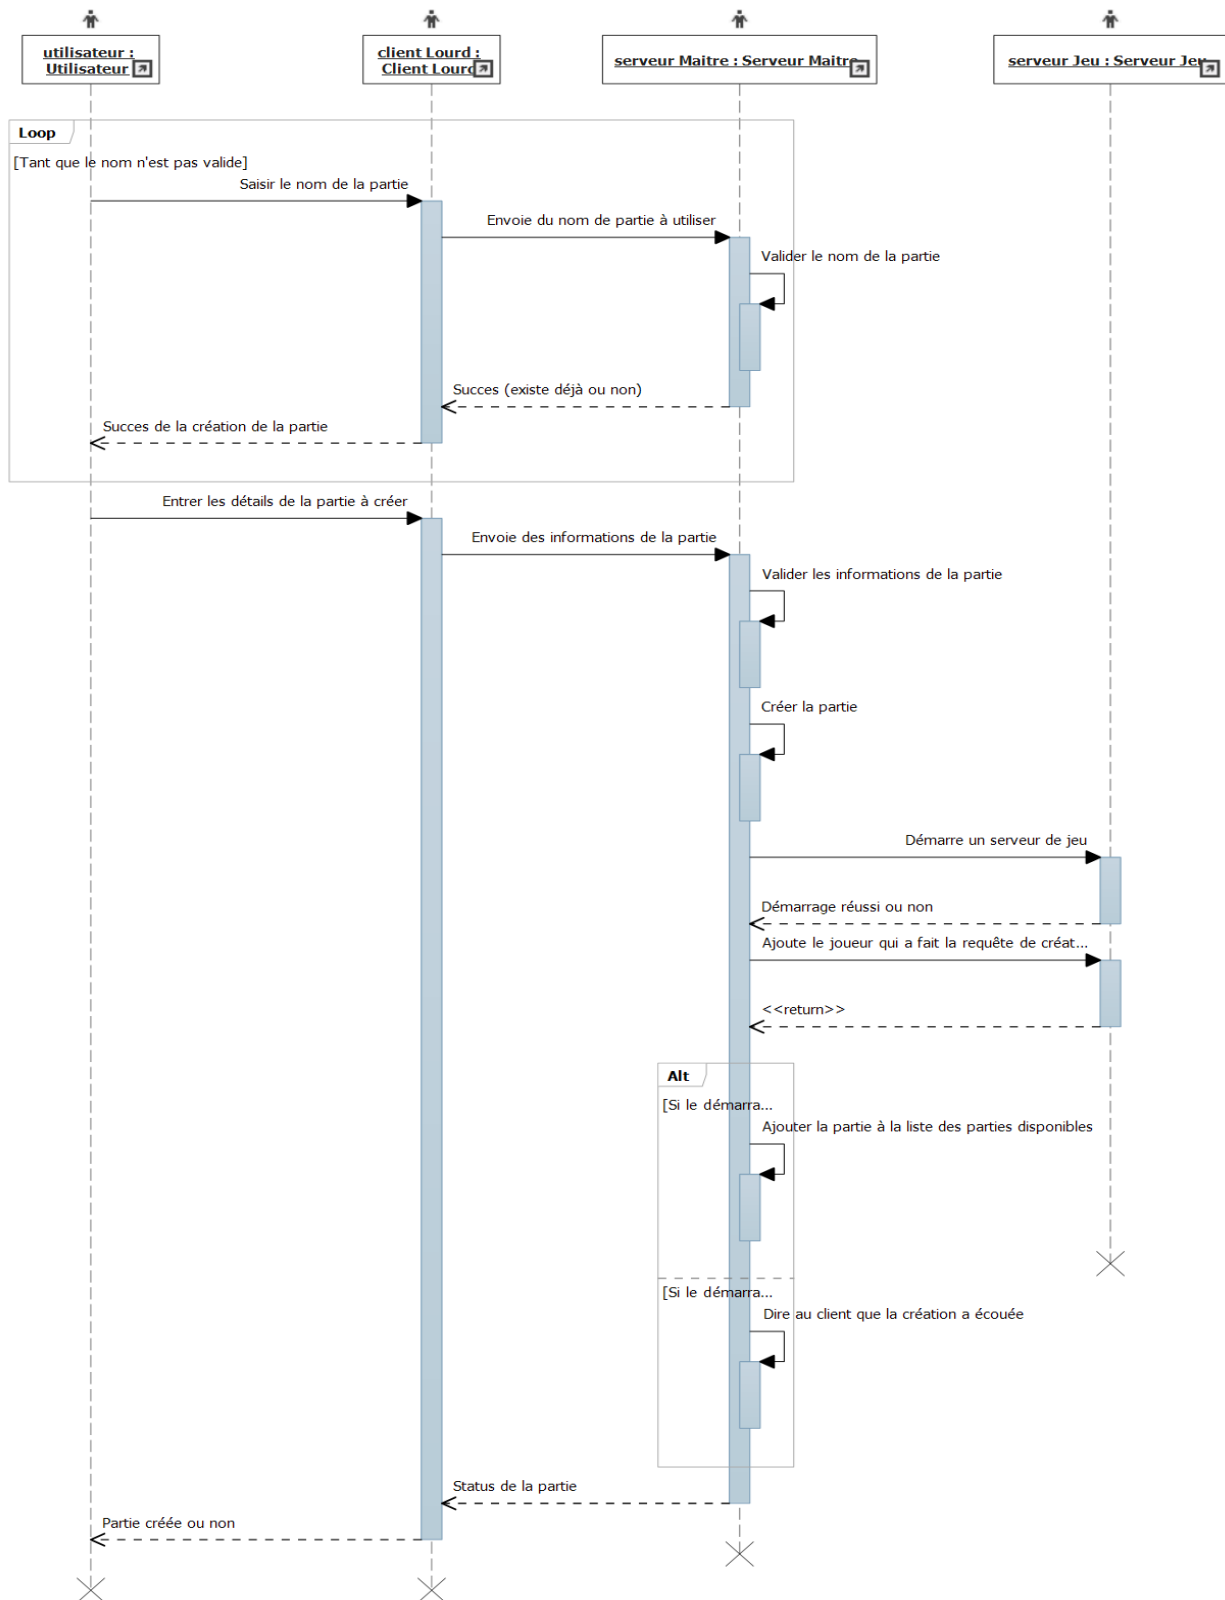 utilisateur :
Utilisateur
client Lourd :
Client Lourd
serveur Maitre : Serveur Maitre
serveur Jeu : Serveur Jeu
Loop
[Tant que le nom n'est pas valide]
Saisir le nom de la partie
Envoie du nom de partie à utiliser
Valider le nom de la partie
Succes (existe déjà ou non)
Succes de la création de la partie
Entrer les détails de la partie à créer
Envoie des informations de la partie
Valider les informations de la partie
Créer la partie
Démarre un serveur de jeu
Démarrage réussi ou non
Ajoute le joueur qui a fait la requête de créat...
<<return>>
Alt
[Si le démarra...
Ajouter la partie à la liste des parties disponibles
[Si le démarra...
Dire au client que la création a écouée
Status de la partie
Partie créée ou non